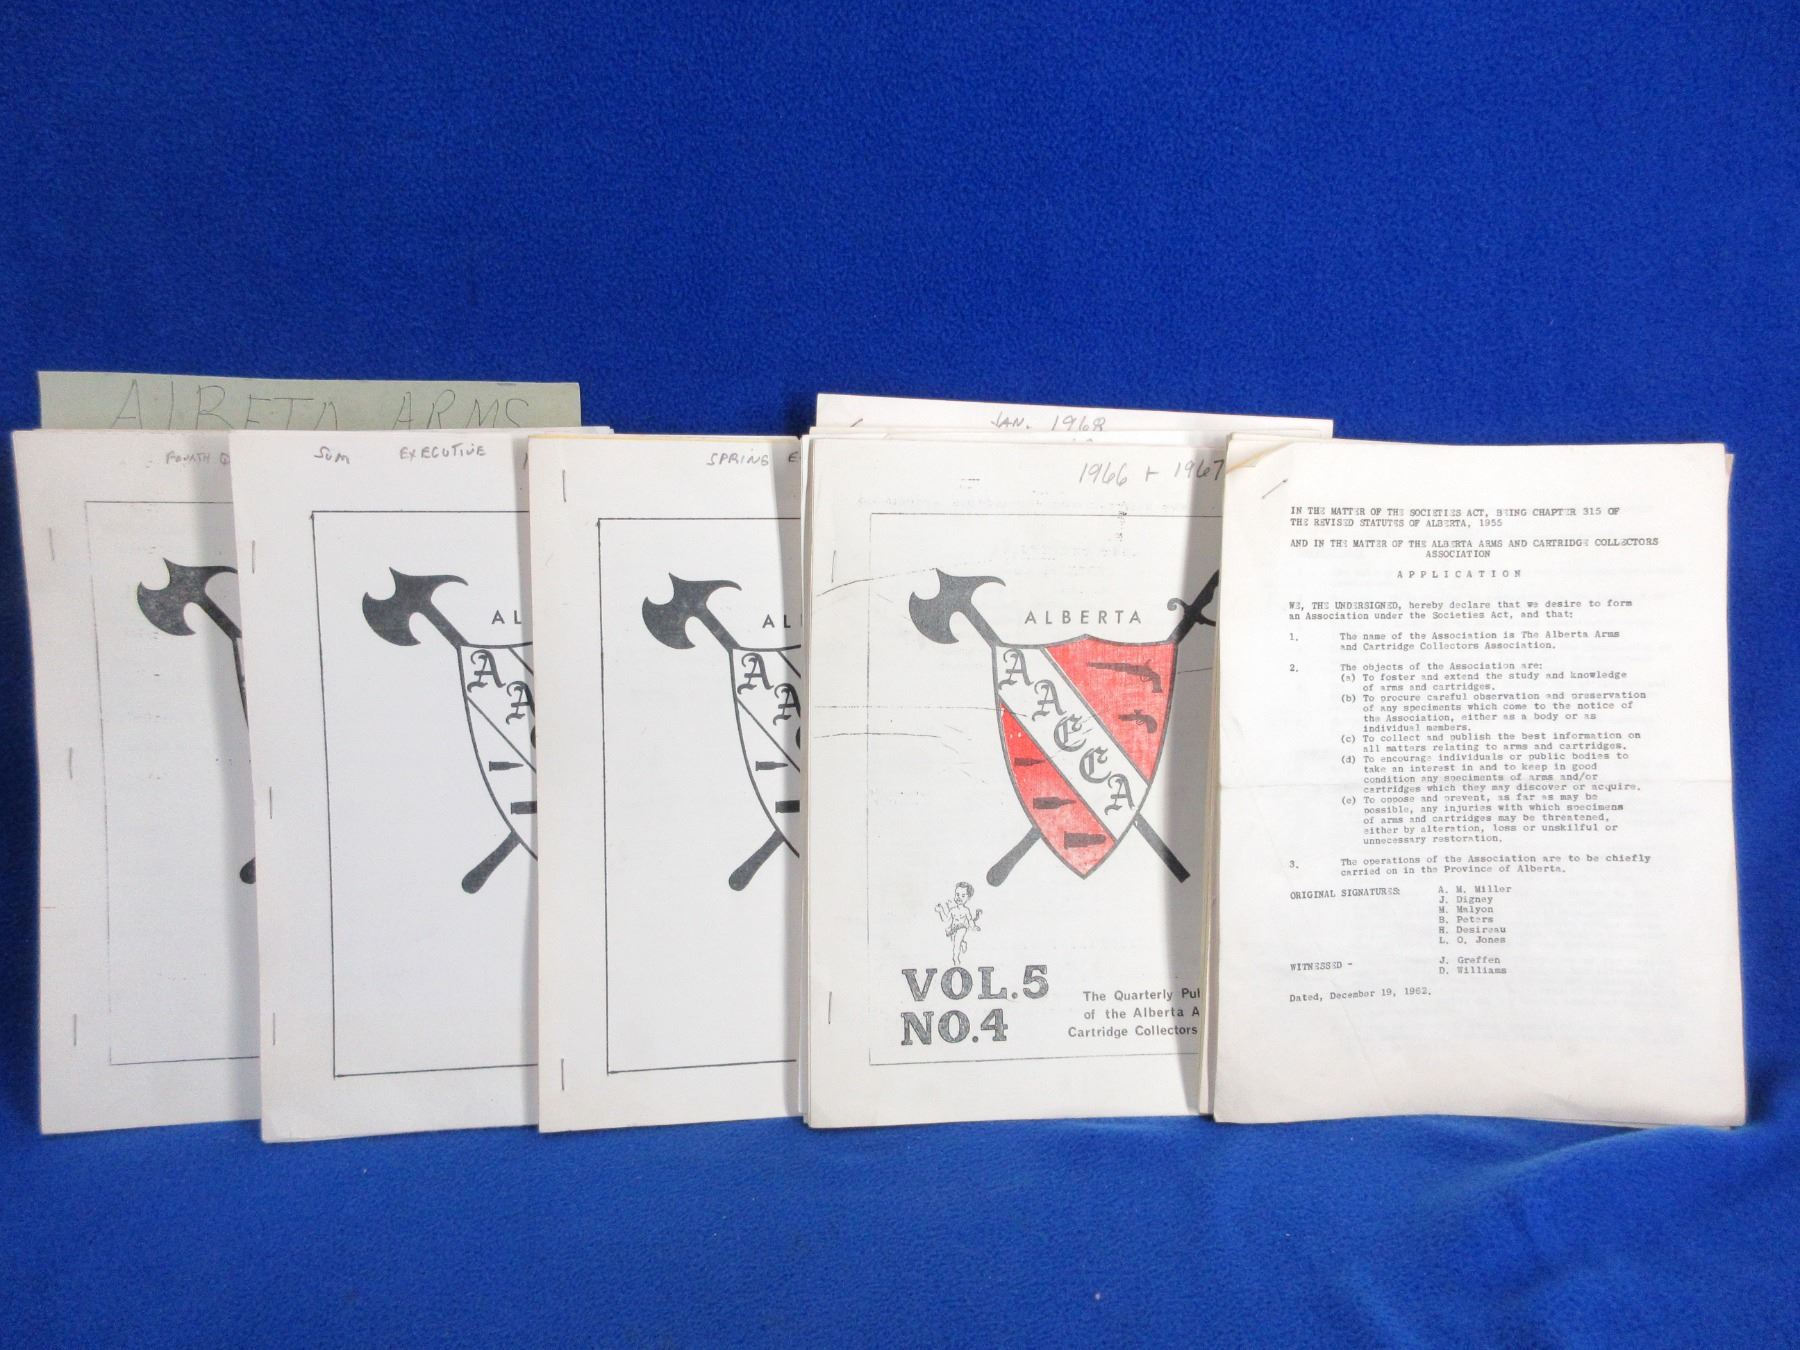 ALBETA ARMS
FOURTH
SUM EXECUTIVE
AL
A
A
SPRING E
AL
A
A
JAN. 1968
1966 + 1967
ALBERTA
A
A
C
C
A
VOL.5
NO.4
The Quarterly Pu
of the Alberta A
Cartridge Collectors
IN THE MATTER OF THE SOCIETIES ACT, BEING CHAPTER 315 OF
THE REVISED STATUTES OF ALBERTA, 1955
AND IN THE MATTER OF THE ALBERTA ARMS AND CARTRIDGE COLLECTORS
ASSOCIATION
A P P L I C A T I O N
WE, THE UNDERSIGNED, hereby declare that we desire to form
an Association under the Societies Act, and that:
1. The name of the Association is The Alberta Arms
and Cartridge Collectors Association.
2. The objects of the Association are:
(a) To foster and extend the study and knowledge
of arms and cartridges.
(b) To procure careful observation and preservation
of any specimens which come to the notice of
the Association, either as a body or as
individual members.
(c) To collect and publish the best information on
all matters relating to arms and cartridges.
(d) To encourage individuals or public bodies to
take an interest in and to keep in good
condition any specimens of arms and/or
cartridges which they may discover or acquire.
(e) To oppose and prevent, as far as may be
possible, any injuries with which specimens
of arms and cartridges may be threatened,
either by alteration, loss or unskilful or
unnecessary restoration.
3. The operations of the Association are to be chiefly
carried on in the Province of Alberta.
ORIGINAL SIGNATURES: A. M. Miller
J. Digney
M. Malyon
B. Peters
H. Desireau
L. O. Jones
WITNESSED - J. Greffen
D. Williams
Dated, December 19, 1962.